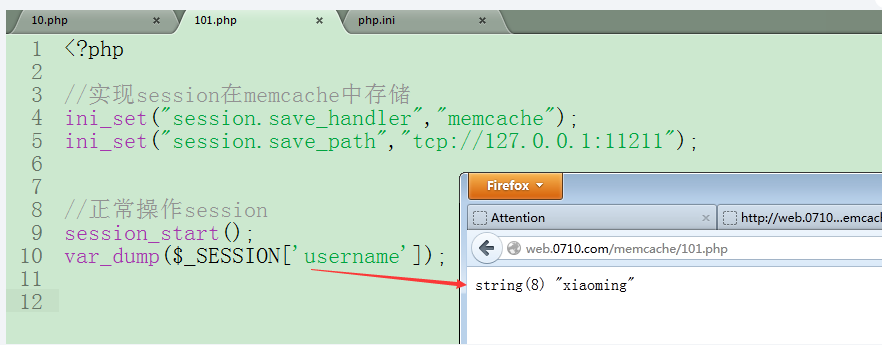 10.php × 101.php × php.ini ×
1 <?php
2
3 //实现session在memcache中存储
4 ini_set("session.save_handler","memcache");
5 ini_set("session.save_path","tcp://127.0.0.1:11211");
6
7
8 //正常操作session
9 session_start();
10 var_dump($_SESSION['username']);
11
12
Firefox
Attention × http://web.0710...emcac
web.0710.com/memcache/101.php
string(8) "xiaoming"